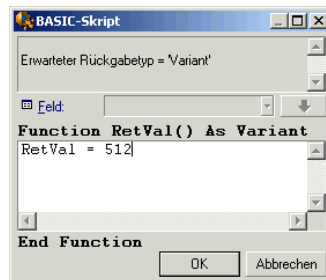 BASIC-Skript
Erwarteter Rückgabetyp = 'Variant'
Feld:
Function RetVal() As Variant
RetVal = 512
End Function
OK
Abbrechen